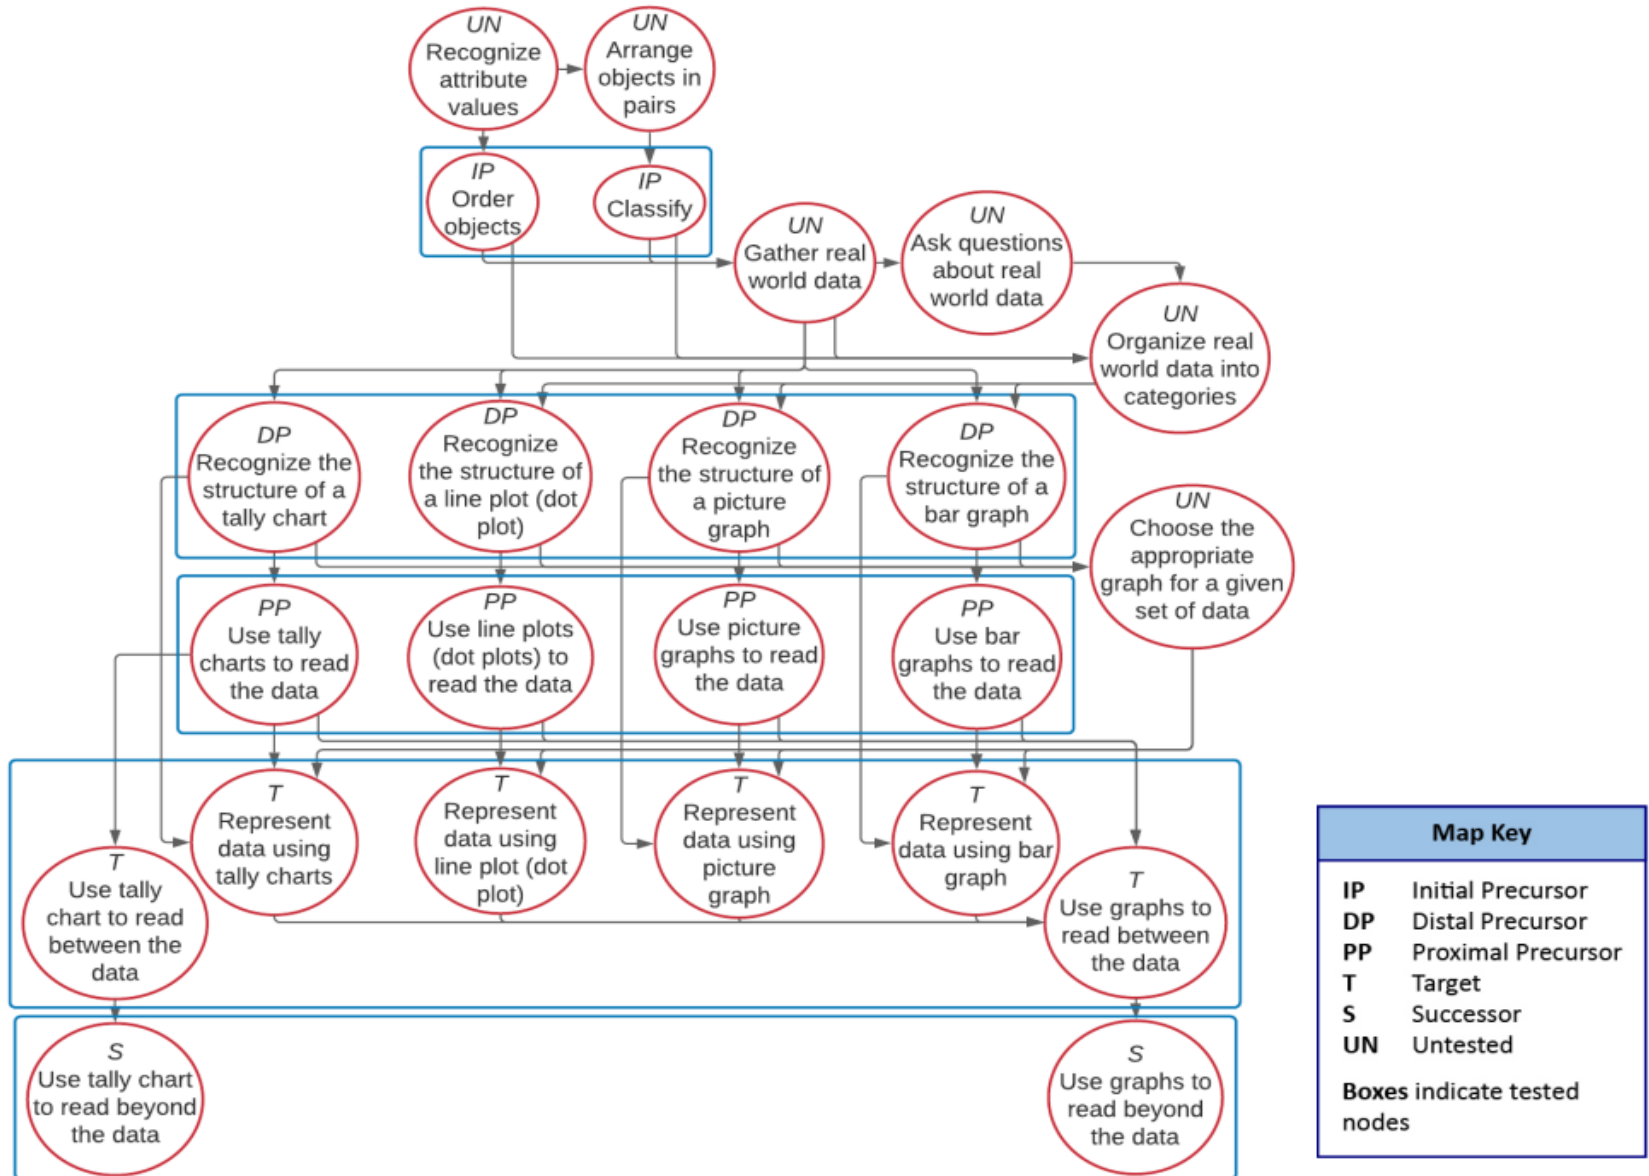 UN
Recognize
attribute
values
UN
Arrange
objects in
pairs
IP
Order
objects
IP
Classify
UN
Gather real
world data
UN
Ask questions
about real
world data
UN
Organize real
world data into
categories
DP
Recognize the
structure of a
tally chart
DP
Recognize
the structure of
a line plot (dot
plot)
DP
Recognize
the structure of
a picture
graph
DP
Recognize the
structure of a
bar graph
UN
Choose the
appropriate
graph for a given
set of data
PP
Use tally
charts to read
the data
PP
Use line plots
(dot plots) to
read the data
PP
Use picture
graphs to read
the data
PP
Use bar
graphs to read
the data
T
Use tally
chart to read
between the
data
T
Represent
data using
tally charts
T
Represent
data using
line plot (dot
plot)
T
Represent
data using
picture
graph
T
Represent
data using bar
graph
T
Use graphs to
read between
the data
S
Use tally chart
to read beyond
the data
S
Use graphs to
read beyond
the data
Map Key
IP Initial Precursor
DP Distal Precursor
PP Proximal Precursor
T Target
S Successor
UN Untested
Boxes indicate tested
nodes